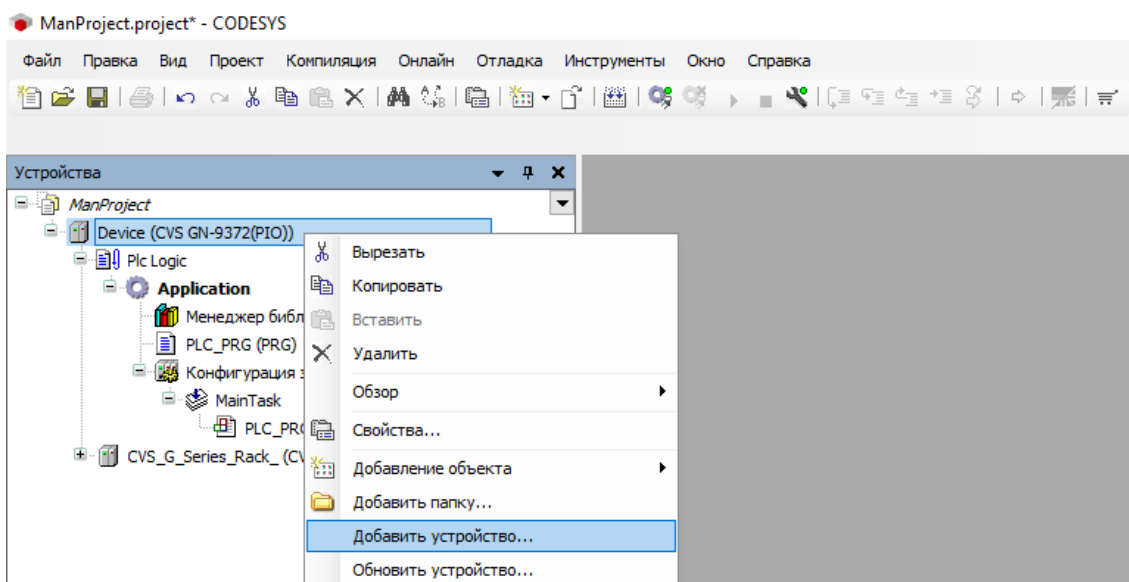 ManProject.project* - CODESYS
Файл Правка Вид Проект Компиляция Онлайн Отладка Инструменты Окно Справка
Устройства
ManProject
Device (CVS GN-9372(PIO))
Plc Logic
Application
Менеджер библ
PLC_PRG (PRG)
Конфигурация з
MainTask
PLC_PRG
CVS_G_Series_Rack_ (CV
Вырезать
Копировать
Вставить
Удалить
Обзор
Свойства...
Добавление объекта
Добавить папку...
Добавить устройство...
Обновить устройство...